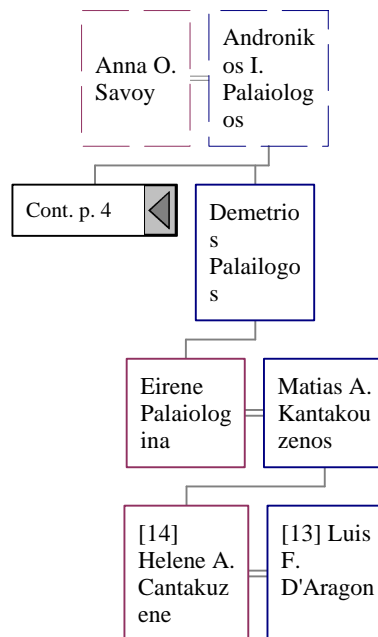 Anna O.
Savoy
Andronik
os I.
Palaiolog
os
Cont. p. 4
Demetrio
s
Palailogo
s
Eirene
Palaiolog
ina
Matias A.
Kantakou
zenos
[14]
Helene A.
Cantakuz
ene
[13] Luis
F.
D'Aragon